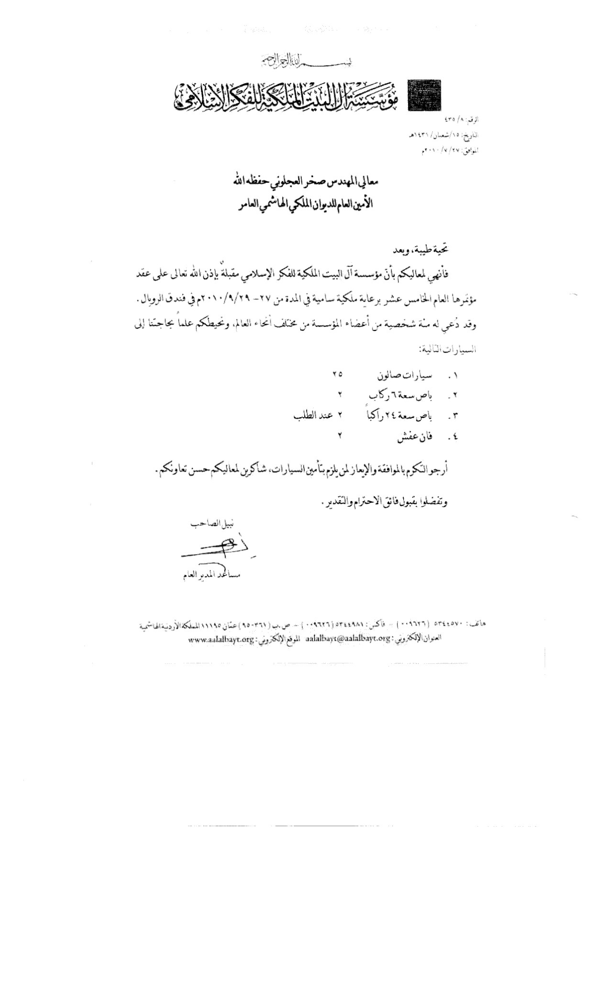 بسم الله الرحمن الرحيم
مؤسسة آل البيت الملكية للفكر الإسلامي
الرقم: ٤٣٥/٨
التاريخ: ١٥/شعبان/١٤٣١هـ
الموافق: ٢٠١٠/٧/٢٧م
معالي المهندس صخر العجلوني حفظه الله
الأمين العام للديوان الملكي الهاشمي العامر
تحية طيبة، وبعد
فأنهي لمعاليكم بأنّ مؤسسة آل البيت الملكية للفكر الإسلامي مقبلةٌ بإذن الله تعالى على عقد
مؤتمرها العام الخامس عشر برعاية ملكية سامية في المدة من ٢٧- ٢٠١٠/٩/٢٩م في فندق الرويال.
وقد دُعي له مئة شخصية من أعضاء المؤسسة من مختلف أنحاء العالم، ونحيطكم علماً بحاجتنا إلى
السيارات التالية:
١. سيارات صالون ٢٥
٢. باص سعة ٦ ركاب ٢
٣. باص سعة ٢٤ راكباً ٢ عند الطلب
٤. فان عفش ٢
أرجو التكرم بالموافقة والإيعاز لمن يلزم بتأمين السيارات، شاكرين لمعاليكم حسن تعاونكم.
وتفضلوا بقبول فائق الاحترام والتقدير.
نبيل الصاحب
مساعد المدير العام
هاتف: ٥٣٤٤٥٧٠ (٠٠٩٦٢٦) - فاكس: ٥٣٤٤٩٨١ (٠٠٩٦٢٦) - ص.ب (٩٥٠٣٦١) عمّان ١١١٩٥ المملكة الأردنية الهاشمية
العنوان الإلكتروني: aalalbayt@aalalbayt.org الموقع الإلكتروني: www.aalalbayt.org